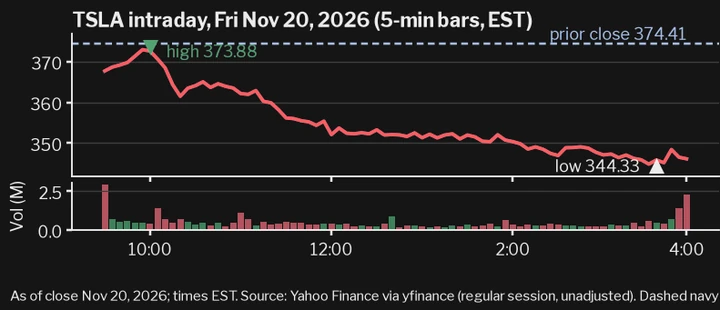 TSLA intraday, Fri Nov 20, 2026 (5-min bars, EST)
prior close 374.41
high 373.88
370
360
350
low 344.33
Vol (M)
2.5
0.0
10:00 12:00 2:00 4:00
As of close Nov 20, 2026; times EST. Source: Yahoo Finance via yfinance (regular session, unadjusted). Dashed navy